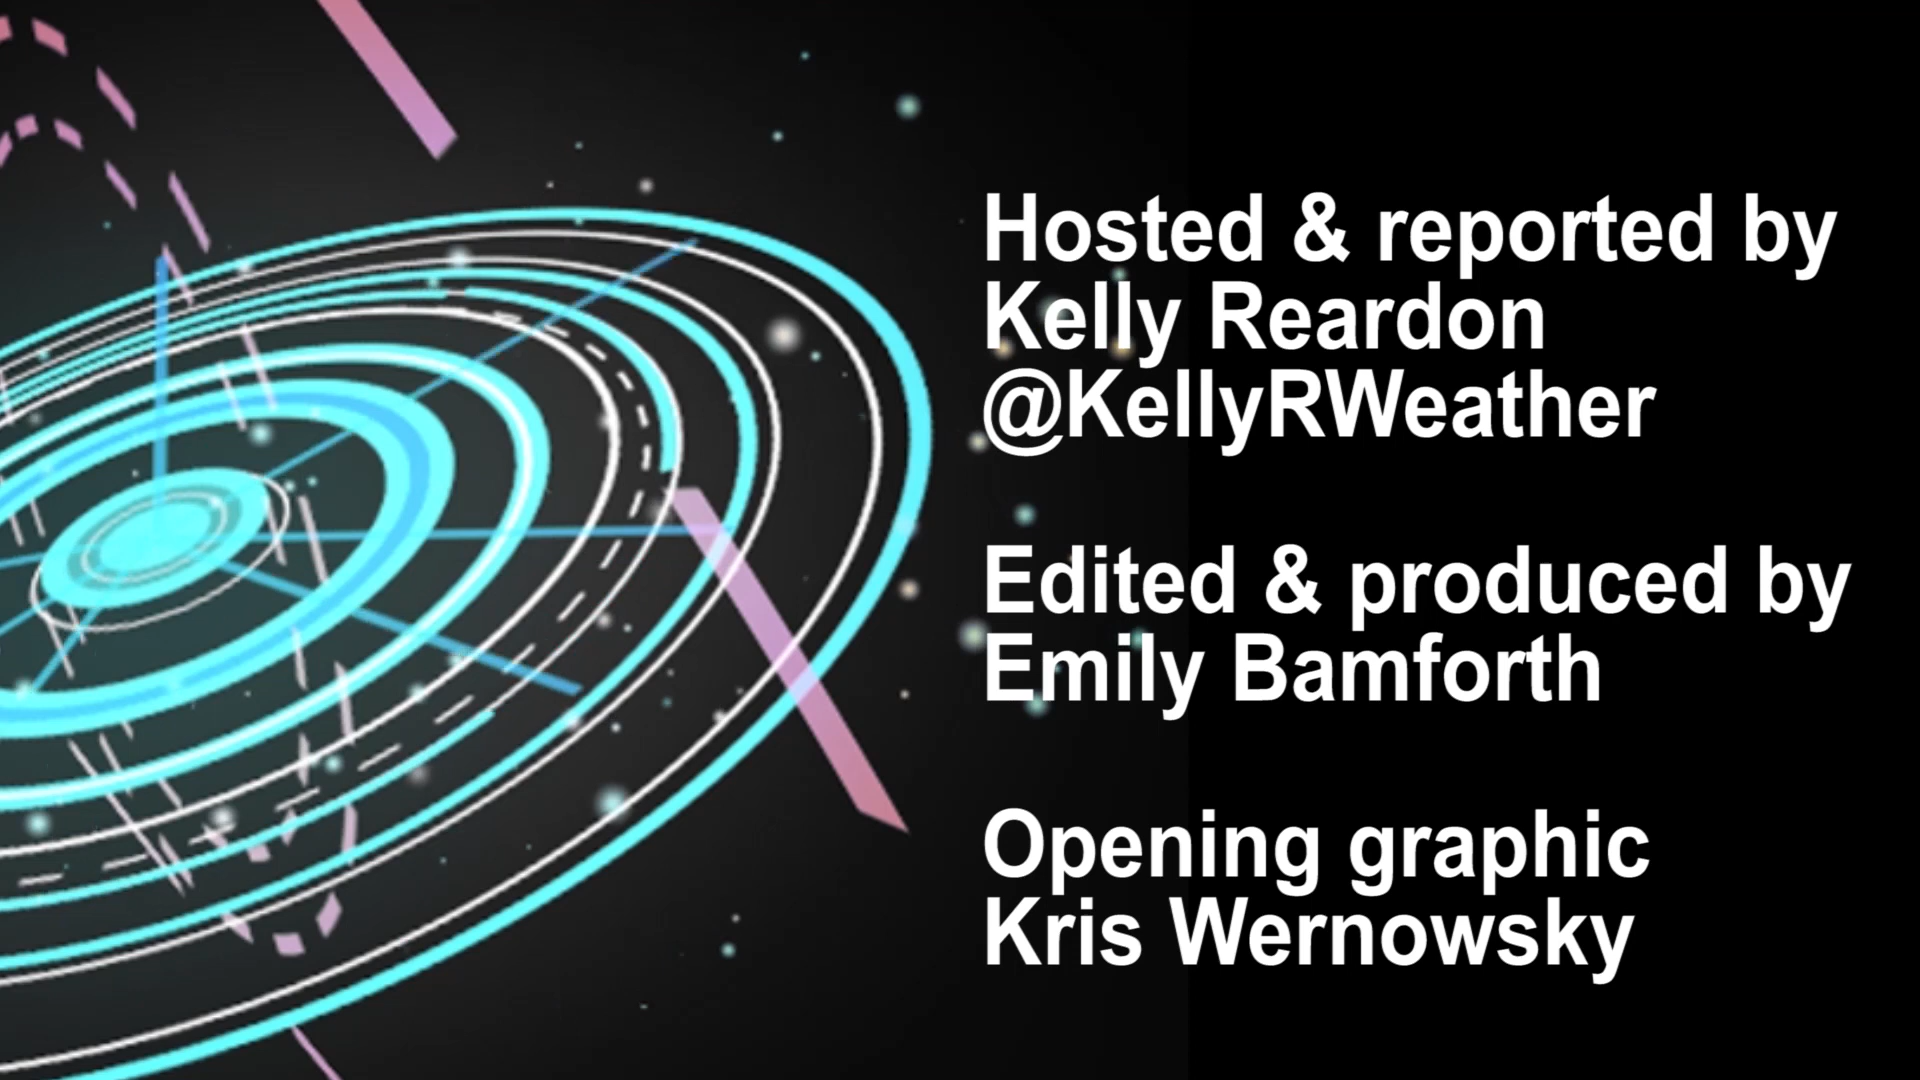 Hosted & reported by
Kelly Reardon
@KellyRWeather
Edited & produced by
Emily Bamforth
Opening graphic
Kris Wernowsky